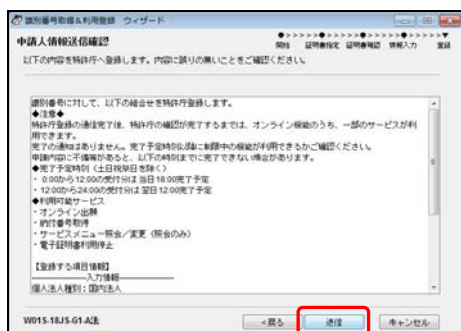 識別番号取得&利用登録 ウィザード
申請人情報送信確認
開始 証明書指定 証明書確認 情報入力 登録
以下の内容を特許庁へ登録します。内容に誤りの無いことをご確認ください。
識別番号に対して、以下の組合せを特許庁登録します。
◆注意◆
特許庁登録の通信完了後、特許庁の確認が完了するまでは、オンライン機能のうち、一部のサービスが利
用できます。
完了の通知はありません。完了予定時刻以降に制限中の機能が利用できるかご確認ください。
申請内容に不備等があると、以下の時刻までに完了できない場合があります。
◆完了予定時刻（土日祝祭日を除く）
・0:00から12:00の受付分は当日18:00完了予定
・12:00から24:00の受付分は翌日12:00完了予定
◆利用可能サービス
・オンライン出願
・納付番号取得
・サービスメニュー照会/変更（照会のみ）
・電子証明書利用停止
【登録する項目情報】
--------------入力情報--------------
個人法人種別：国内法人
W01S-18JS-G1-A法
<戻る 送信 キャンセル